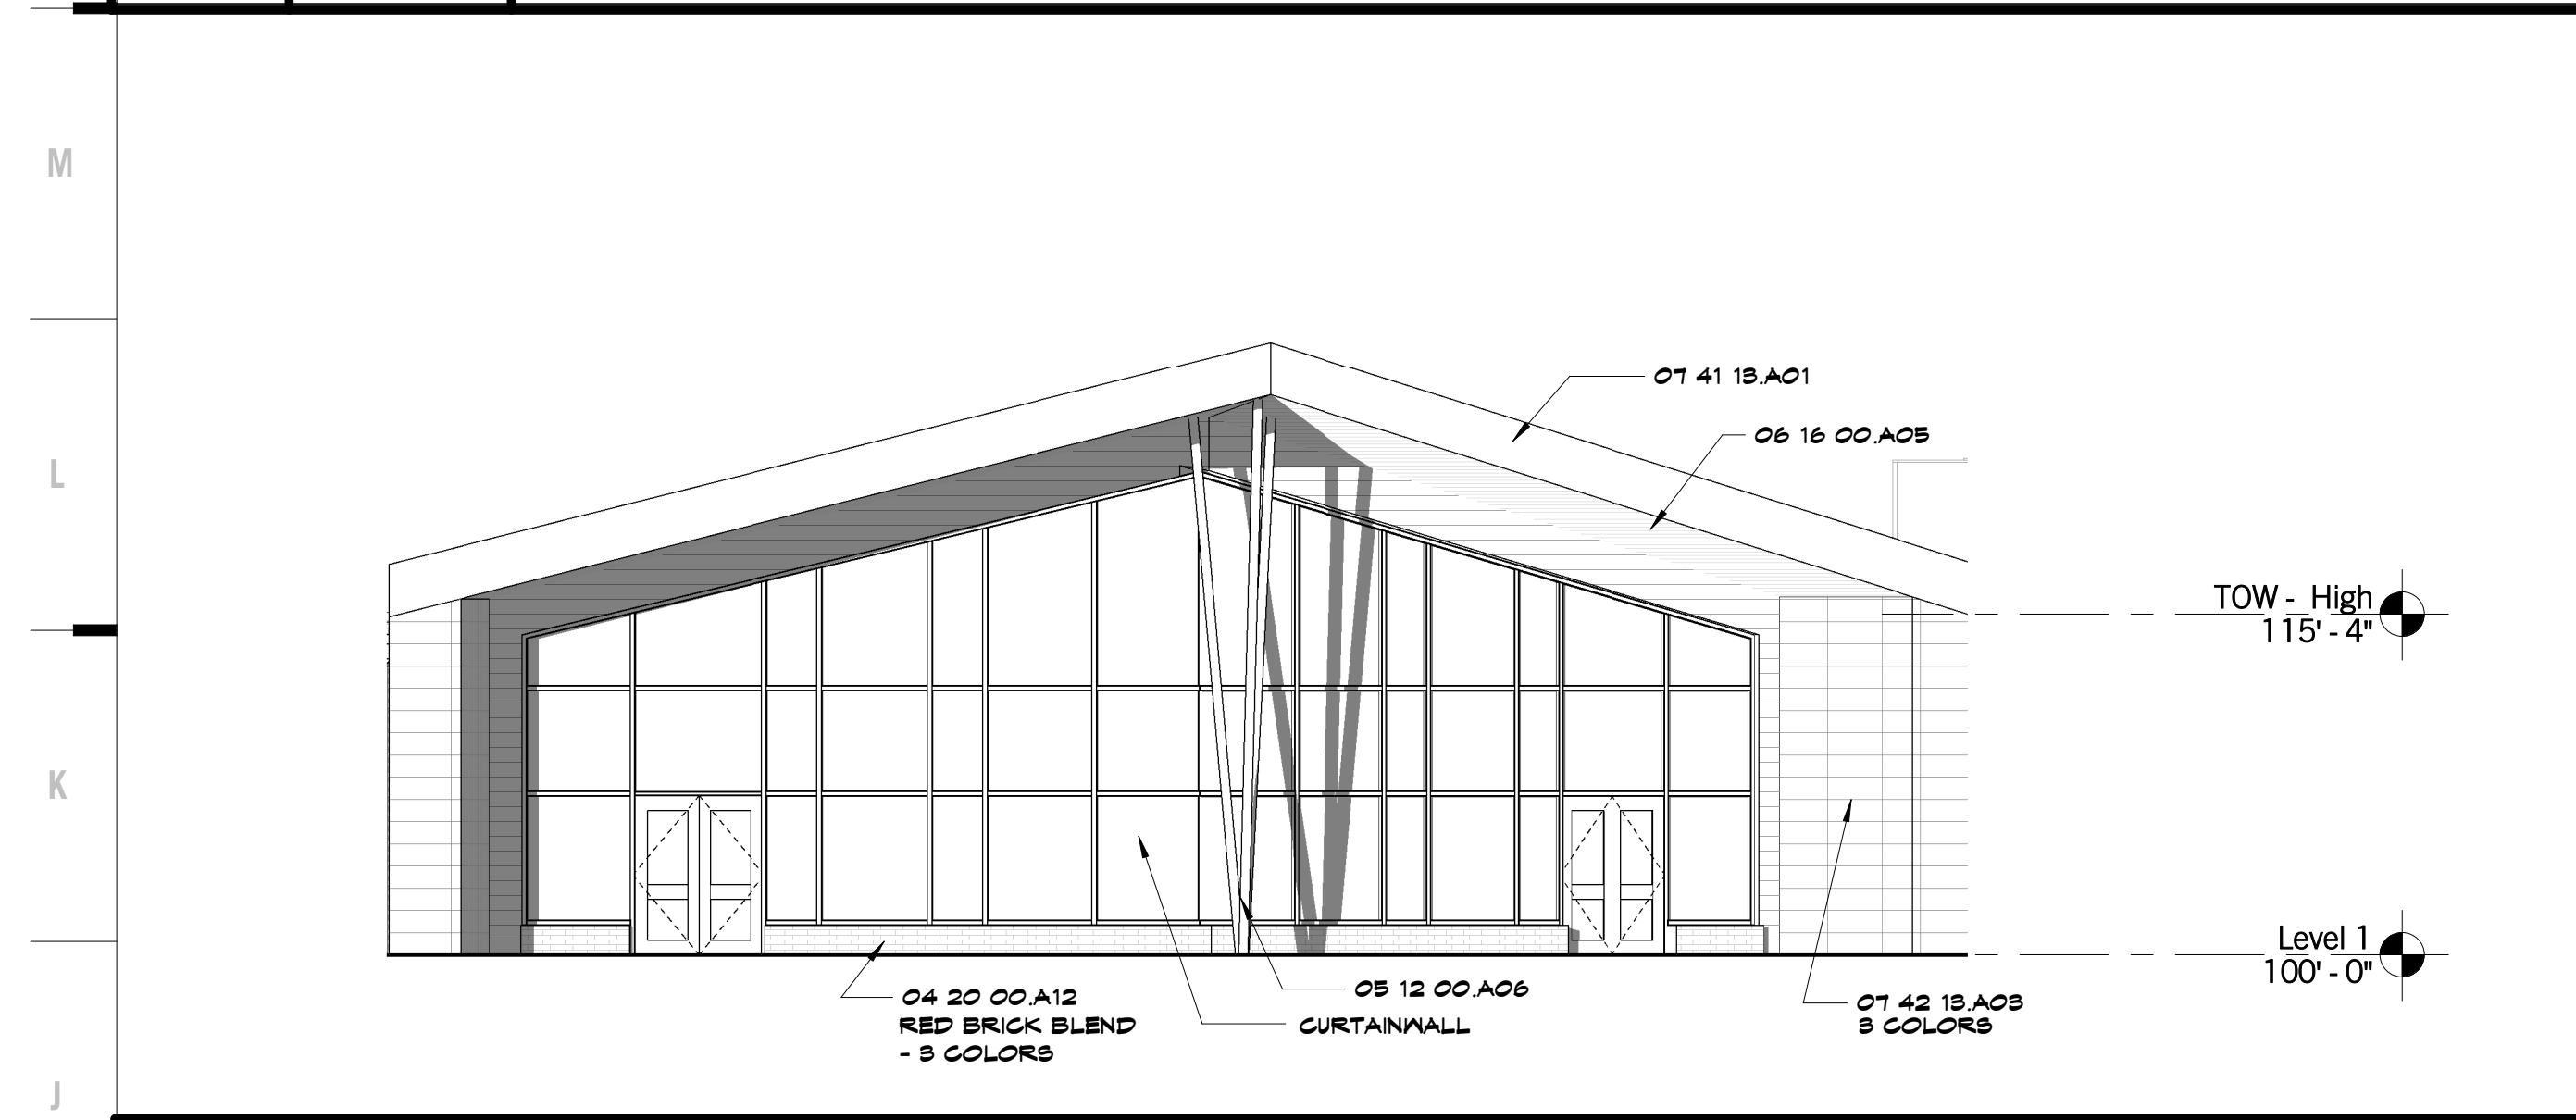 M
07 41 13.A01
06 16 00.A05
L
TOW - High
115' - 4"
K
Level 1
100' - 0"
04 20 00.A12
RED BRICK BLEND
- 3 COLORS
05 12 00.A06
CURTAINWALL
07 42 13.A03
3 COLORS
J